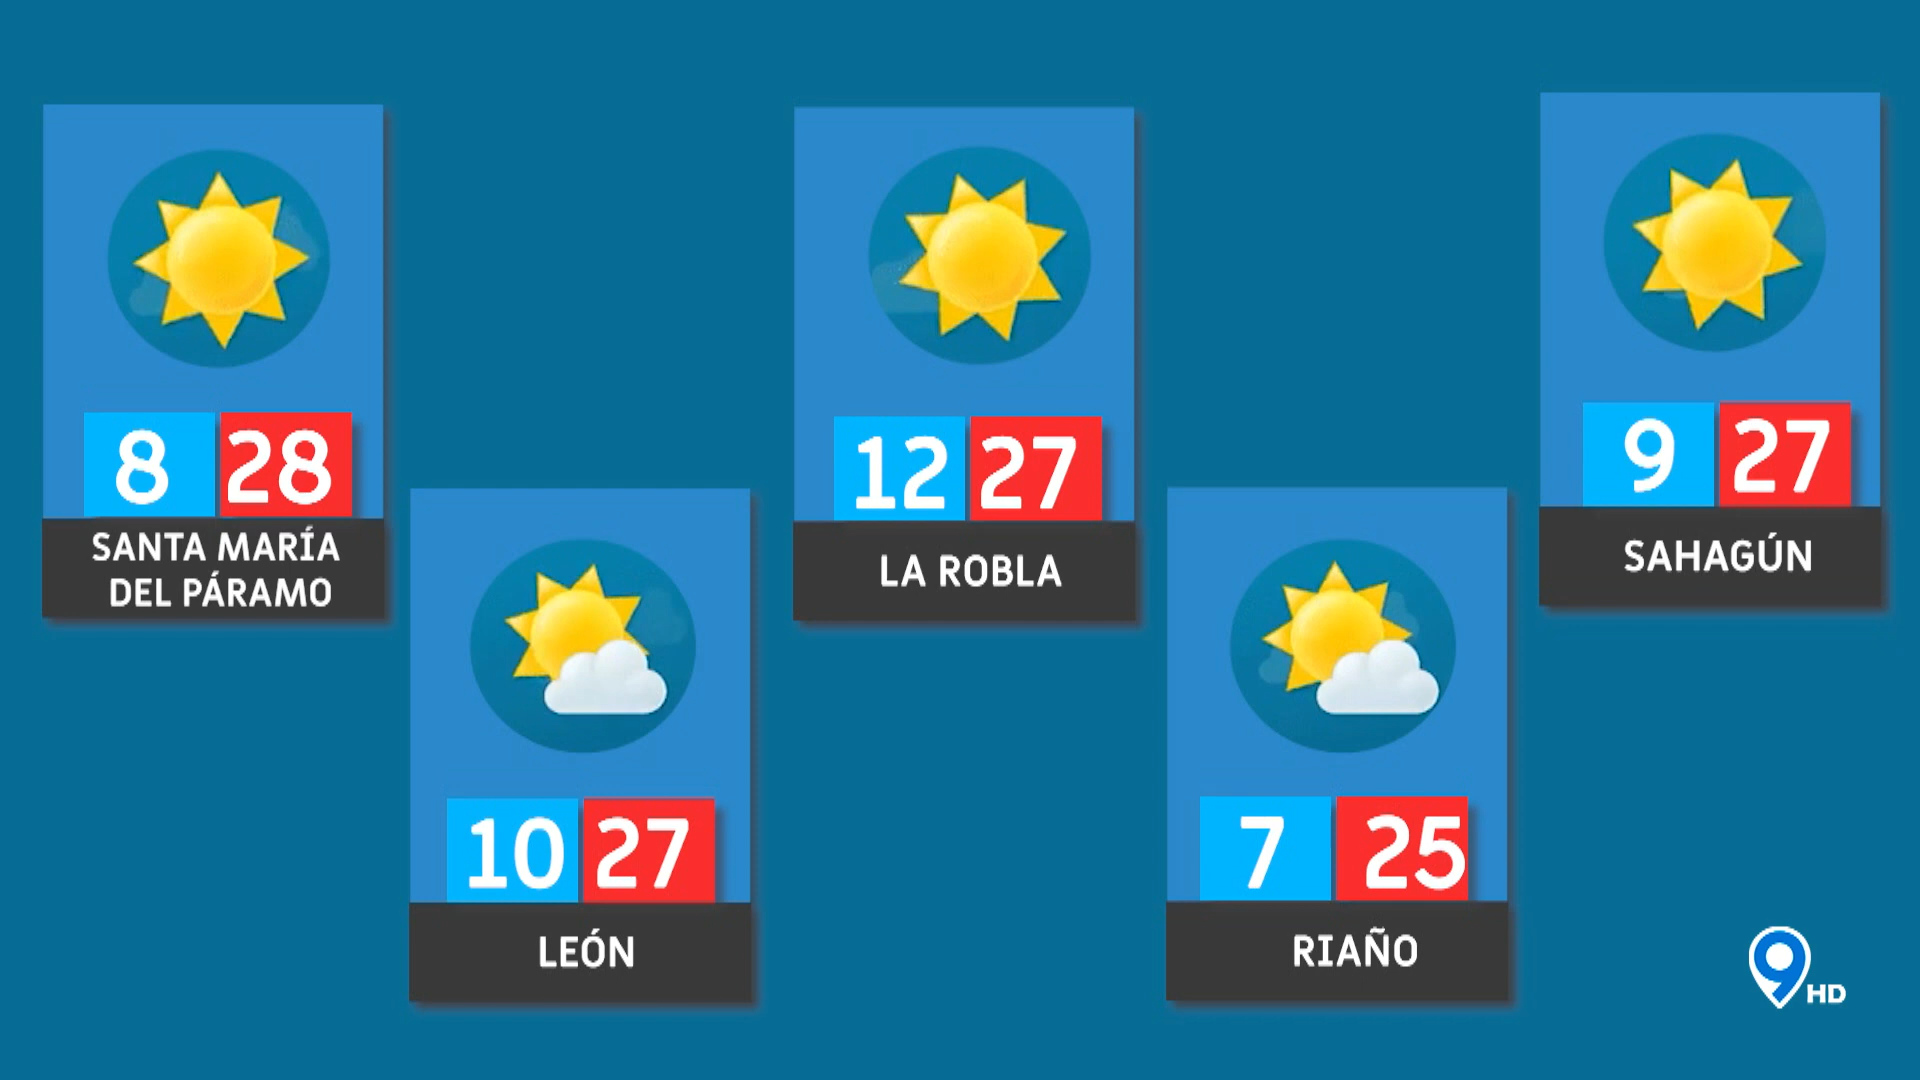 8 28
SANTA MARÍA
DEL PÁRAMO
10 27
LEÓN
12 27
LA ROBLA
7 25
RIAÑO
9 27
SAHAGÚN
9 HD